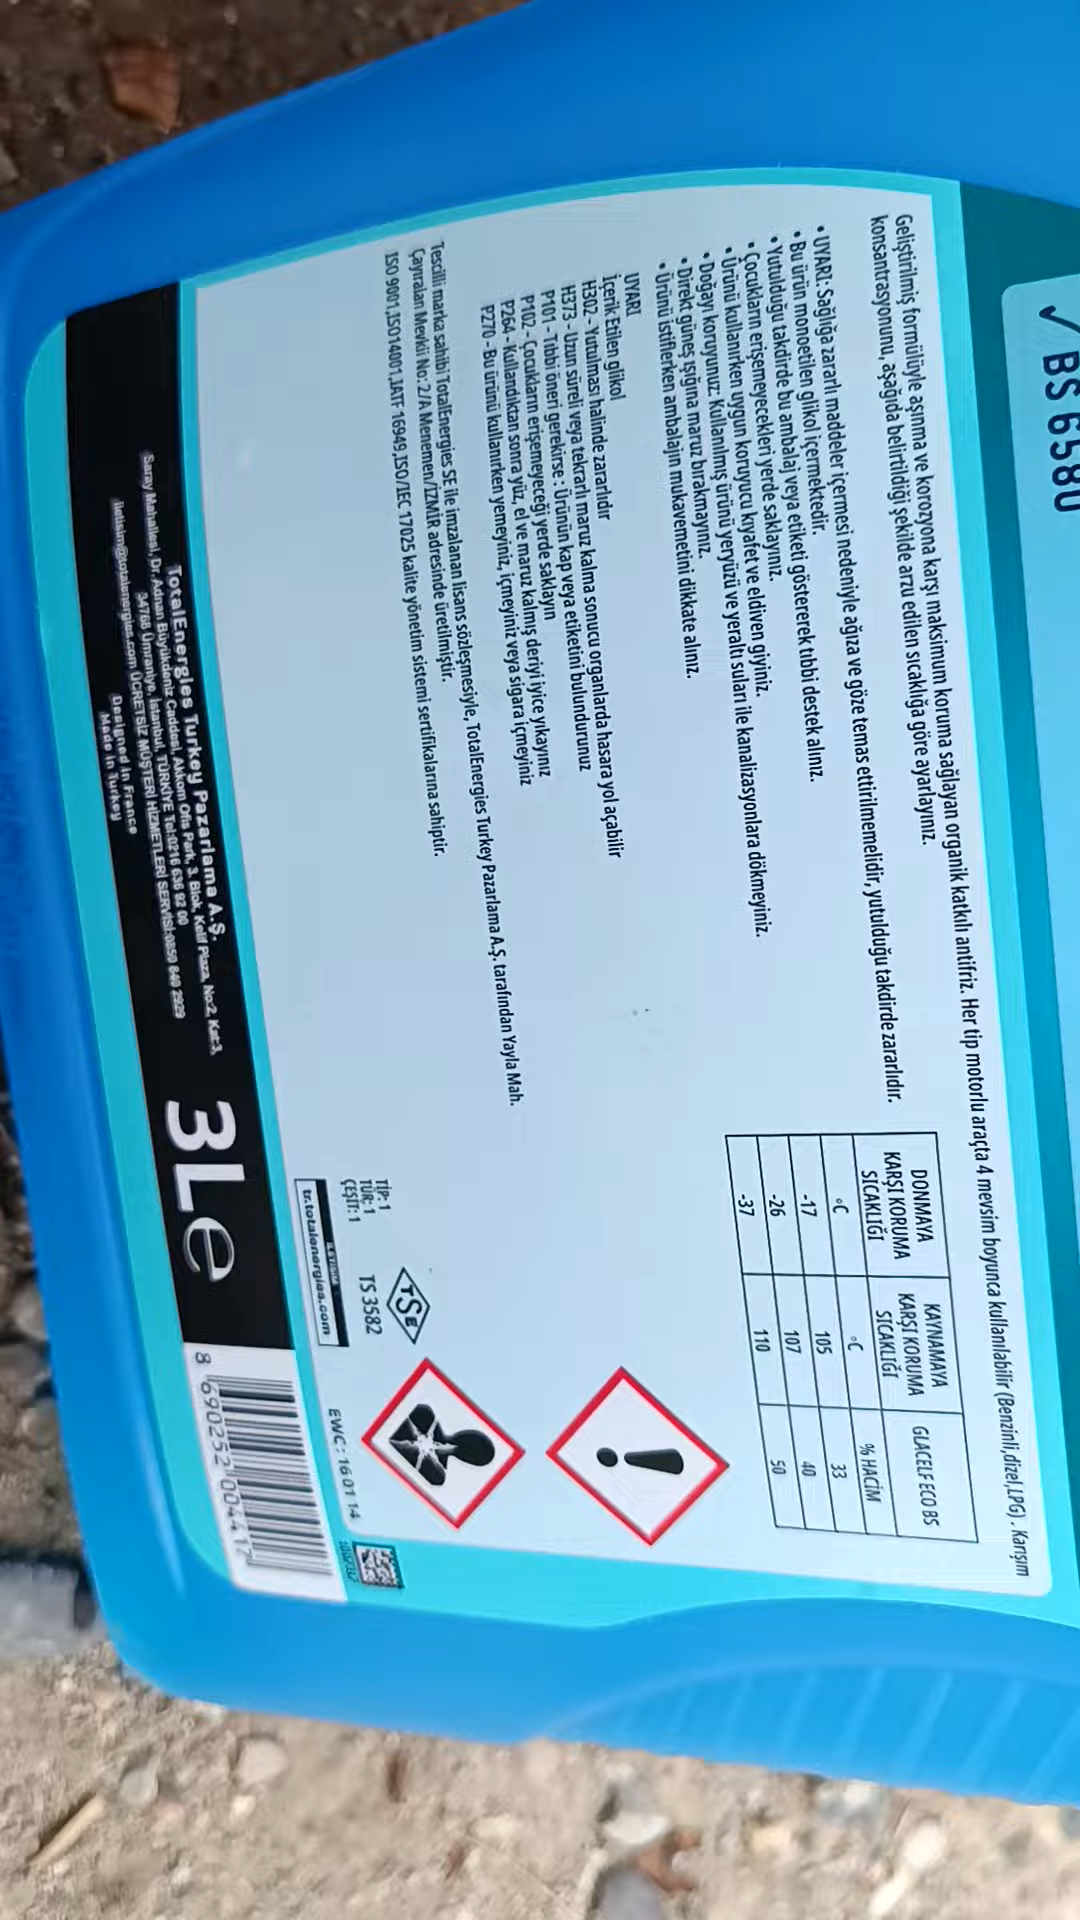 ✓ BS 6580
Geliştirilmiş formülüyle aşınma ve korozyona karşı maksimum koruma sağlayan organik katkılı antifriz. Her tip motorlu araçta 4 mevsim boyunca kullanılabilir (Benzinli,dizel,LPG) . Karışım
konsantrasyonunu, aşağıda belirtildiği şekilde arzu edilen sıcaklığa göre ayarlayınız.
• UYARI: Sağlığa zararlı maddeler içermesi nedeniyle ağıza ve göze temas ettirilmemelidir, yutulduğu takdirde zararlıdır.
• Bu ürün monoetilen glikol içermektedir.
• Yutulduğu takdirde bu ambalaj veya etiketi göstererek tıbbi destek alınız.
• Çocukların erişemeyecekleri yerde saklayınız.
• Ürünü kullanırken uygun koruyucu kıyafet ve eldiven giyiniz.
• Doğayı koruyunuz: Kullanılmış ürünü yeryüzü ve yeraltı suları ile kanalizasyonlara dökmeyiniz.
• Direkt güneş ışığına maruz bırakmayınız.
• Ürünü istiflerken ambalajın mukavemetini dikkate alınız.
UYARI
İçerik Etilen glikol
H302 - Yutulması halinde zararlıdır
H373 - Uzun süreli veya tekrarlı maruz kalma sonucu organlarda hasara yol açabilir
P101 - Tıbbi öneri gerekirse : Ürünün kap veya etiketini bulundurunuz
P102 - Çocukların erişemeyeceği yerde saklayın
P264 - Kullandıktan sonra yüz, el ve maruz kalmış deriyi iyice yıkayınız
P270 - Bu ürünü kullanırken yemeyiniz, içmeyiniz veya sigara içmeyiniz
Tescilli marka sahibi TotalEnergies SE ile imzalanan lisans sözleşmesiyle, TotalEnergies Turkey Pazarlama A.Ş. tarafından Yayla Mah.
Çayıralan Mevkii No: 2/A Menemen/İZMİR adresinde üretilmiştir.
ISO 9001,ISO14001,IATF 16949,ISO/IEC 17025 kalite yönetim sistemi sertifikalarına sahiptir.
DONMAYA KARŞI KORUMA SICAKLIĞI
KAYNAMAYA KARŞI KORUMA SICAKLIĞI
GLACELF ECO BS
°C °C % HACİM
-17 105 33
-26 107 40
-37 110 50
TSE
TİP: 1
TÜR: 1
ÇEŞİT: 1
TS 3582
İLETİŞİM
tr.totalenergies.com
EWC : 16 01 14
TotalEnergies Turkey Pazarlama A.Ş.
Saray Mahallesi, Dr. Adnan Büyükdeniz Caddesi, Akkom Ofis Park, 3. Blok, Kelif Plaza, No:2, Kat:3,
34768 Ümraniye, İstanbul, TÜRKİYE Tel:0216 636 92 00
iletisim@totalenergies.com ÜCRETSİZ MÜŞTERİ HİZMETLERİ SERVİSİ:0850 840 2929
Designed in France
Made in Turkey
3Le
8 690252 004417